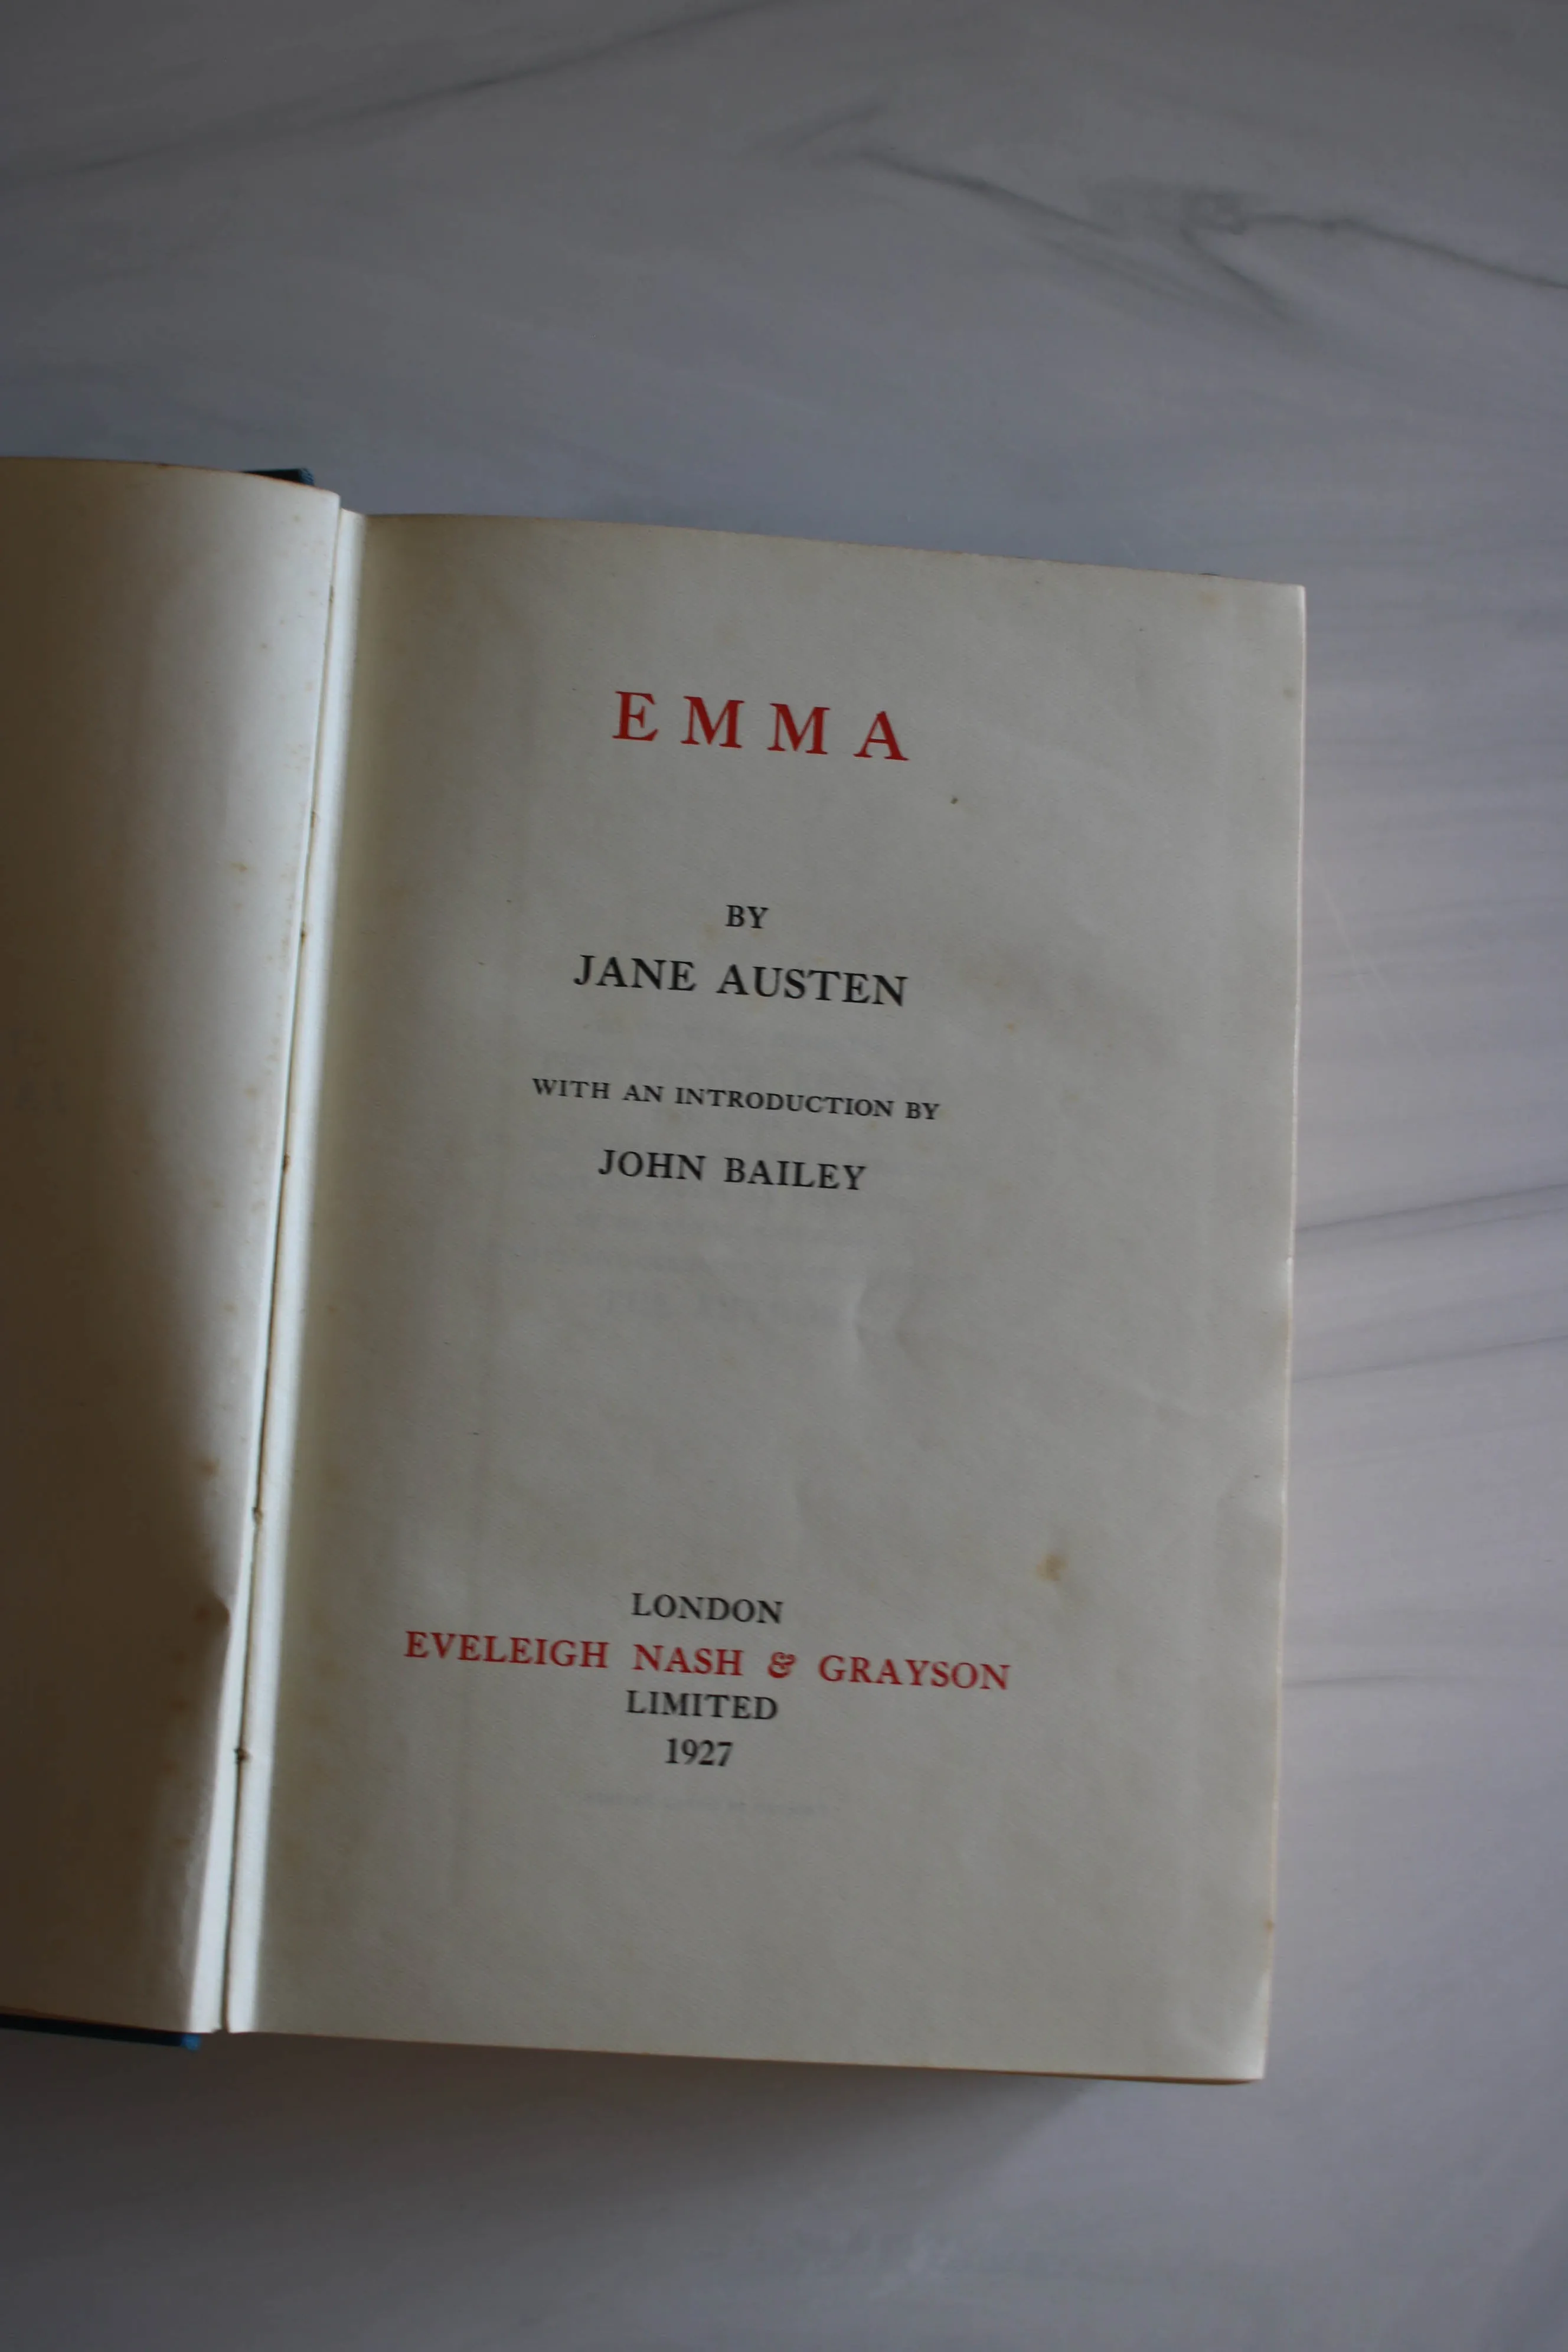 EMMA
BY
JANE AUSTEN
WITH AN INTRODUCTION BY
JOHN BAILEY
LONDON
EVELEIGH NASH & GRAYSON
LIMITED
1927